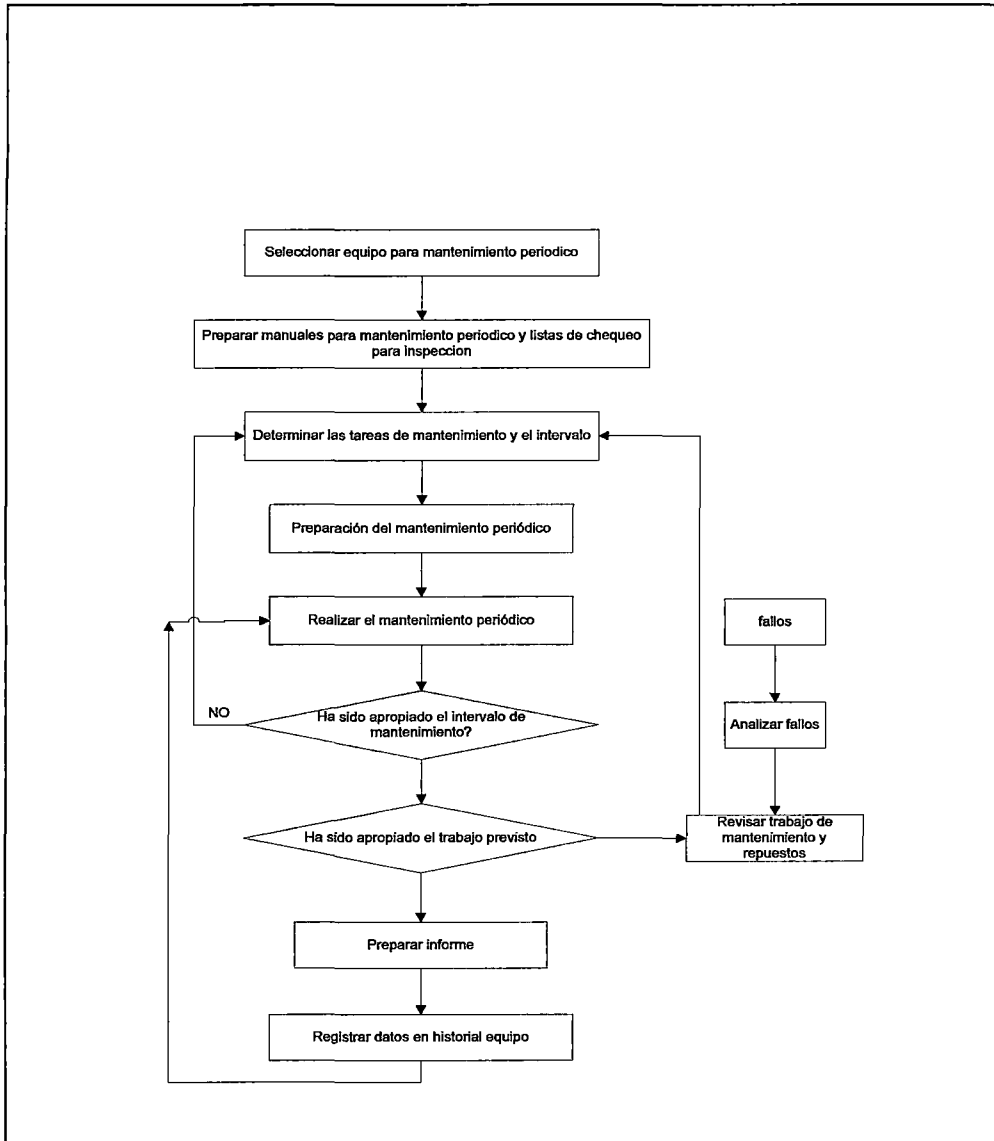 Seleccionar equipo para mantenimiento periodico
Preparar manuales para mantenimiento periodico y listas de chequeo
para inspeccion
Determinar las tareas de mantenimiento y el intervalo
Preparación del mantenimiento periódico
Realizar el mantenimiento periódico
fallos
NO
Ha sido apropiado el intervalo de
mantenimiento?
Analizar fallos
Ha sido apropiado el trabajo previsto
Revisar trabajo de
mantenimiento y
repuestos
Preparar informe
Registrar datos en historial equipo